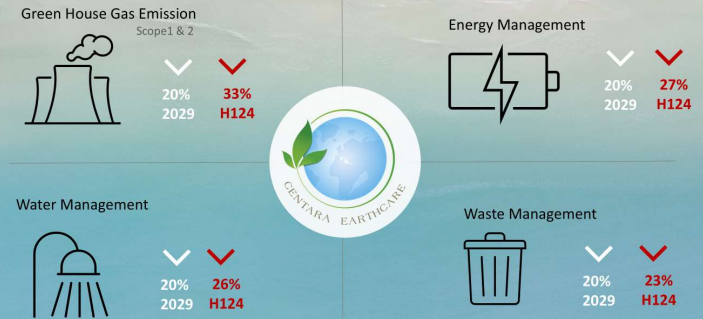 Green House Gas Emission
Scope1 & 2
20%
2029
33%
H124
Energy Management
20%
2029
27%
H124
CENTARA EARTHCARE
Water Management
20%
2029
26%
H124
Waste Management
20%
2029
23%
H124